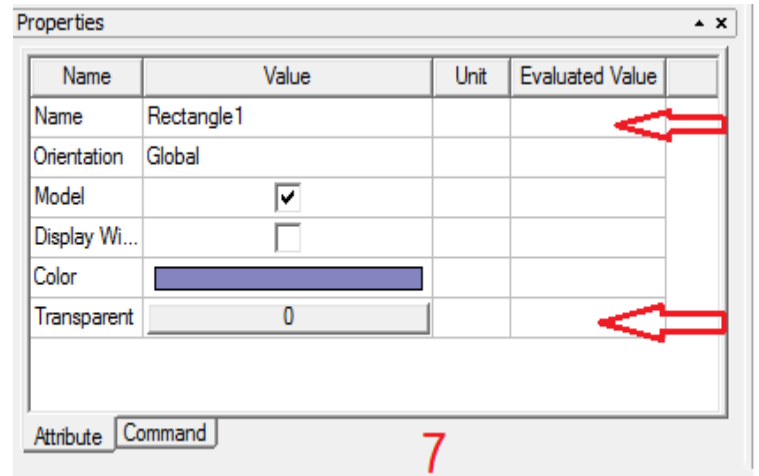 Properties
Name Value Unit Evaluated Value
Name Rectangle1
Orientation Global
Model
Display Wi...
Color
Transparent 0
Attribute Command
7